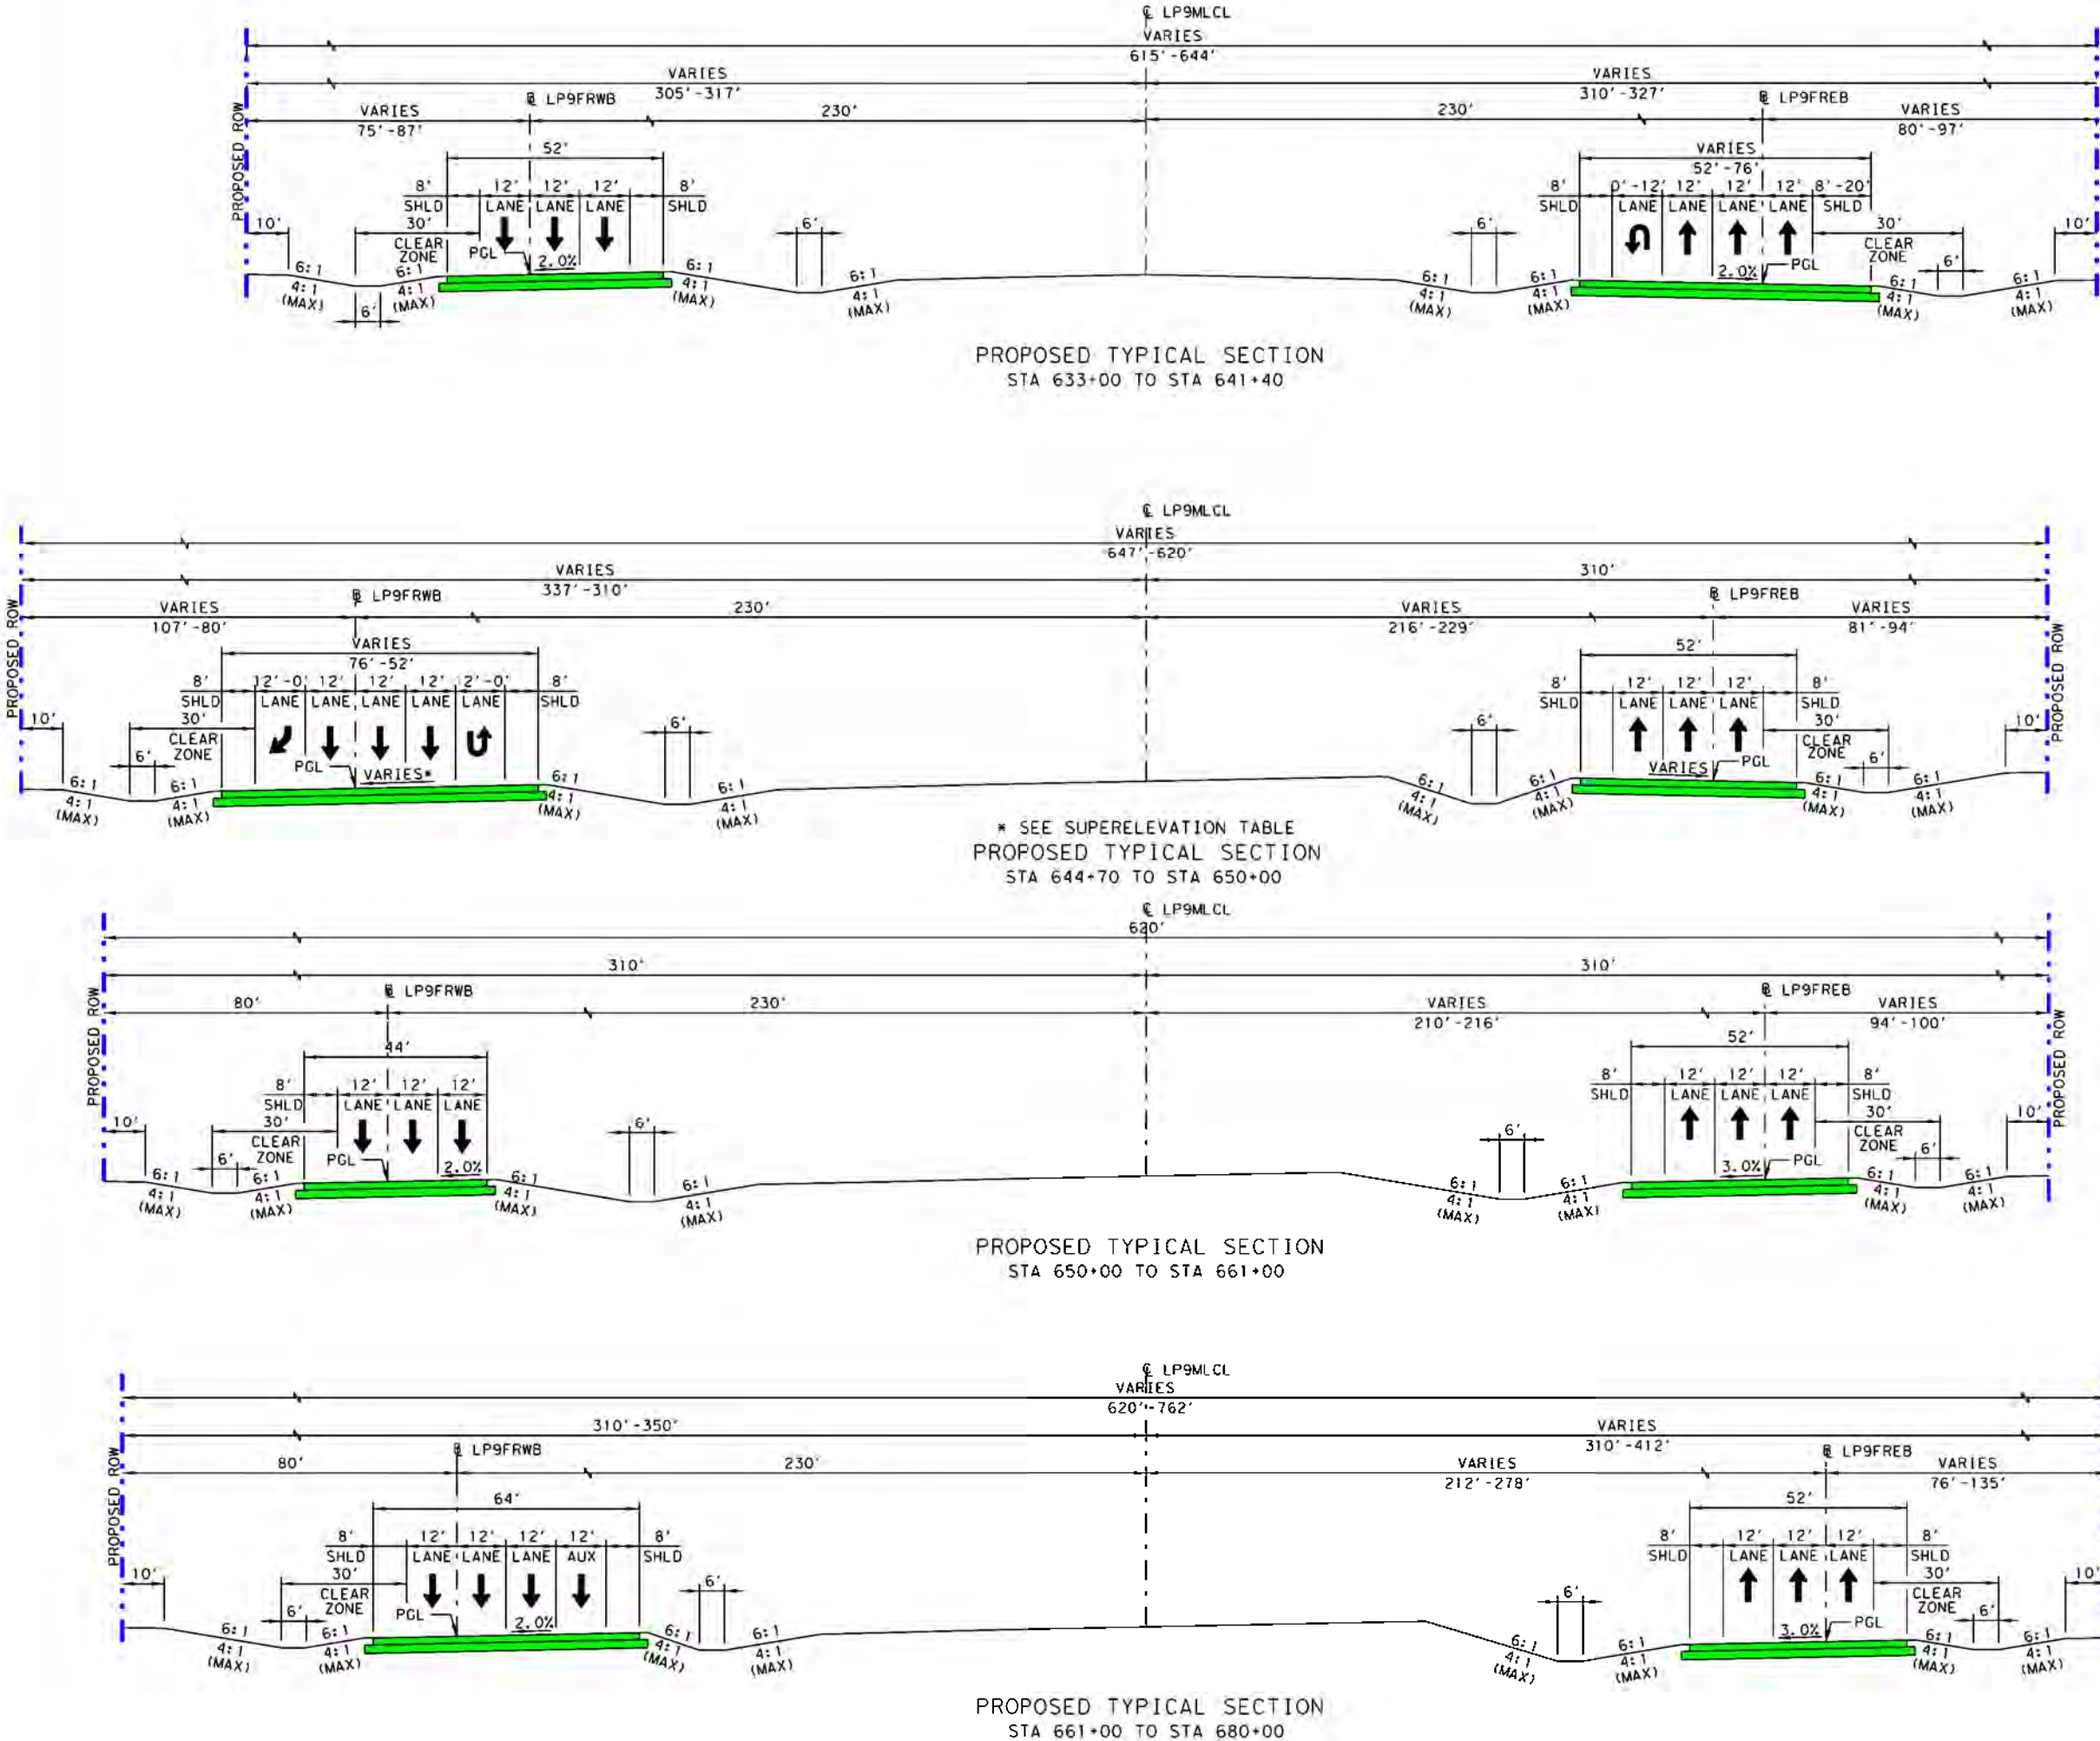 ℄ LP9MLCL
VARIES
615'-644'
VARIES
305'-317'
VARIES
310'-327'
PROPOSED ROW
VARIES
75'-87'
B LP9FRWB
230'
230'
B LP9FREB
VARIES
80'-97'
52'
VARIES
52'-76'
8' 12' 12' 12' 8'
SHLD LANE LANE LANE SHLD
8' 0'-12' 12' 12' 12' 8'-20'
SHLD LANE LANE LANE LANE SHLD
10' 30' 6' 6' 30' 10'
CLEAR ZONE
CLEAR ZONE
PGL 2.0% 2.0% PGL 6'
6:1 6:1 6:1 6:1 6:1 6:1 6:1 6:1
4:1 4:1 4:1 4:1 4:1 4:1 4:1 4:1
(MAX) (MAX) (MAX) (MAX) (MAX) (MAX) (MAX) (MAX)
6'
PROPOSED TYPICAL SECTION
STA 633+00 TO STA 641+40
℄ LP9MLCL
VARIES
647'-620'
VARIES
337'-310'
310'
PROPOSED ROW
VARIES
107'-80'
B LP9FRWB
230'
VARIES
216'-229'
B LP9FREB
VARIES
81'-94'
PROPOSED ROW
VARIES
76'-52'
52'
8' 12'-0 12' 12' 12' 12'-0' 8'
SHLD LANE LANE LANE LANE LANE SHLD
8' 12' 12' 12' 8'
SHLD LANE LANE LANE SHLD
10' 30' 6' 6' 30' 10'
CLEAR ZONE
CLEAR ZONE
6' PGL VARIES* VARIES PGL 6'
6:1 6:1 6:1 6:1 6:1 6:1 6:1 6:1
4:1 4:1 4:1 4:1 4:1 4:1 4:1 4:1
(MAX) (MAX) (MAX) (MAX) (MAX) (MAX) (MAX) (MAX)
* SEE SUPERELEVATION TABLE
PROPOSED TYPICAL SECTION
STA 644+70 TO STA 650+00
℄ LP9MLCL
620'
310'
310'
PROPOSED ROW
80'
B LP9FRWB
230'
VARIES
210'-216'
B LP9FREB
VARIES
94'-100'
PROPOSED ROW
44'
52'
8' 12' 12' 12'
SHLD LANE LANE LANE
8' 12' 12' 12' 8'
SHLD LANE LANE LANE SHLD
10' 30' 6' 6' 30' 10'
CLEAR ZONE
CLEAR ZONE
6' PGL 2.0% 3.0% PGL 6'
6:1 6:1 6:1 6:1 6:1 6:1 6:1 6:1
4:1 4:1 4:1 4:1 4:1 4:1 4:1 4:1
(MAX) (MAX) (MAX) (MAX) (MAX) (MAX) (MAX) (MAX)
PROPOSED TYPICAL SECTION
STA 650+00 TO STA 661+00
℄ LP9MLCL
VARIES
620'-762'
310'-350'
VARIES
310'-412'
PROPOSED ROW
80'
B LP9FRWB
230'
VARIES
212'-278'
B LP9FREB
VARIES
76'-135'
64'
52'
8' 12' 12' 12' 12' 8'
SHLD LANE LANE LANE AUX SHLD
8' 12' 12' 12' 8'
SHLD LANE LANE LANE SHLD
10' 30' 6' 6' 30' 10'
CLEAR ZONE
CLEAR ZONE
6' PGL 2.0% 3.0% PGL 6'
6:1 6:1 6:1 6:1 6:1 6:1 6:1 6:1
4:1 4:1 4:1 4:1 4:1 4:1 4:1 4:1
(MAX) (MAX) (MAX) (MAX) (MAX) (MAX) (MAX) (MAX)
PROPOSED TYPICAL SECTION
STA 661+00 TO STA 680+00